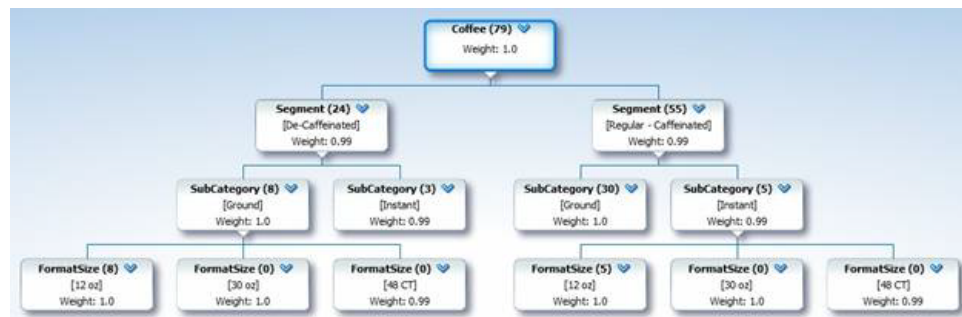 Coffee (79)
Weight: 1.0
Segment (24)
[De-Caffeinated]
Weight: 0.99
Segment (55)
[Regular - Caffeinated]
Weight: 0.99
SubCategory (8)
[Ground]
Weight: 1.0
SubCategory (3)
[Instant]
Weight: 0.99
SubCategory (30)
[Ground]
Weight: 1.0
SubCategory (5)
[Instant]
Weight: 0.99
FormatSize (8)
[12 oz]
Weight: 1.0
FormatSize (0)
[30 oz]
Weight: 1.0
FormatSize (0)
[48 CT]
Weight: 0.99
FormatSize (5)
[12 oz]
Weight: 1.0
FormatSize (0)
[30 oz]
Weight: 1.0
FormatSize (0)
[48 CT]
Weight: 0.99